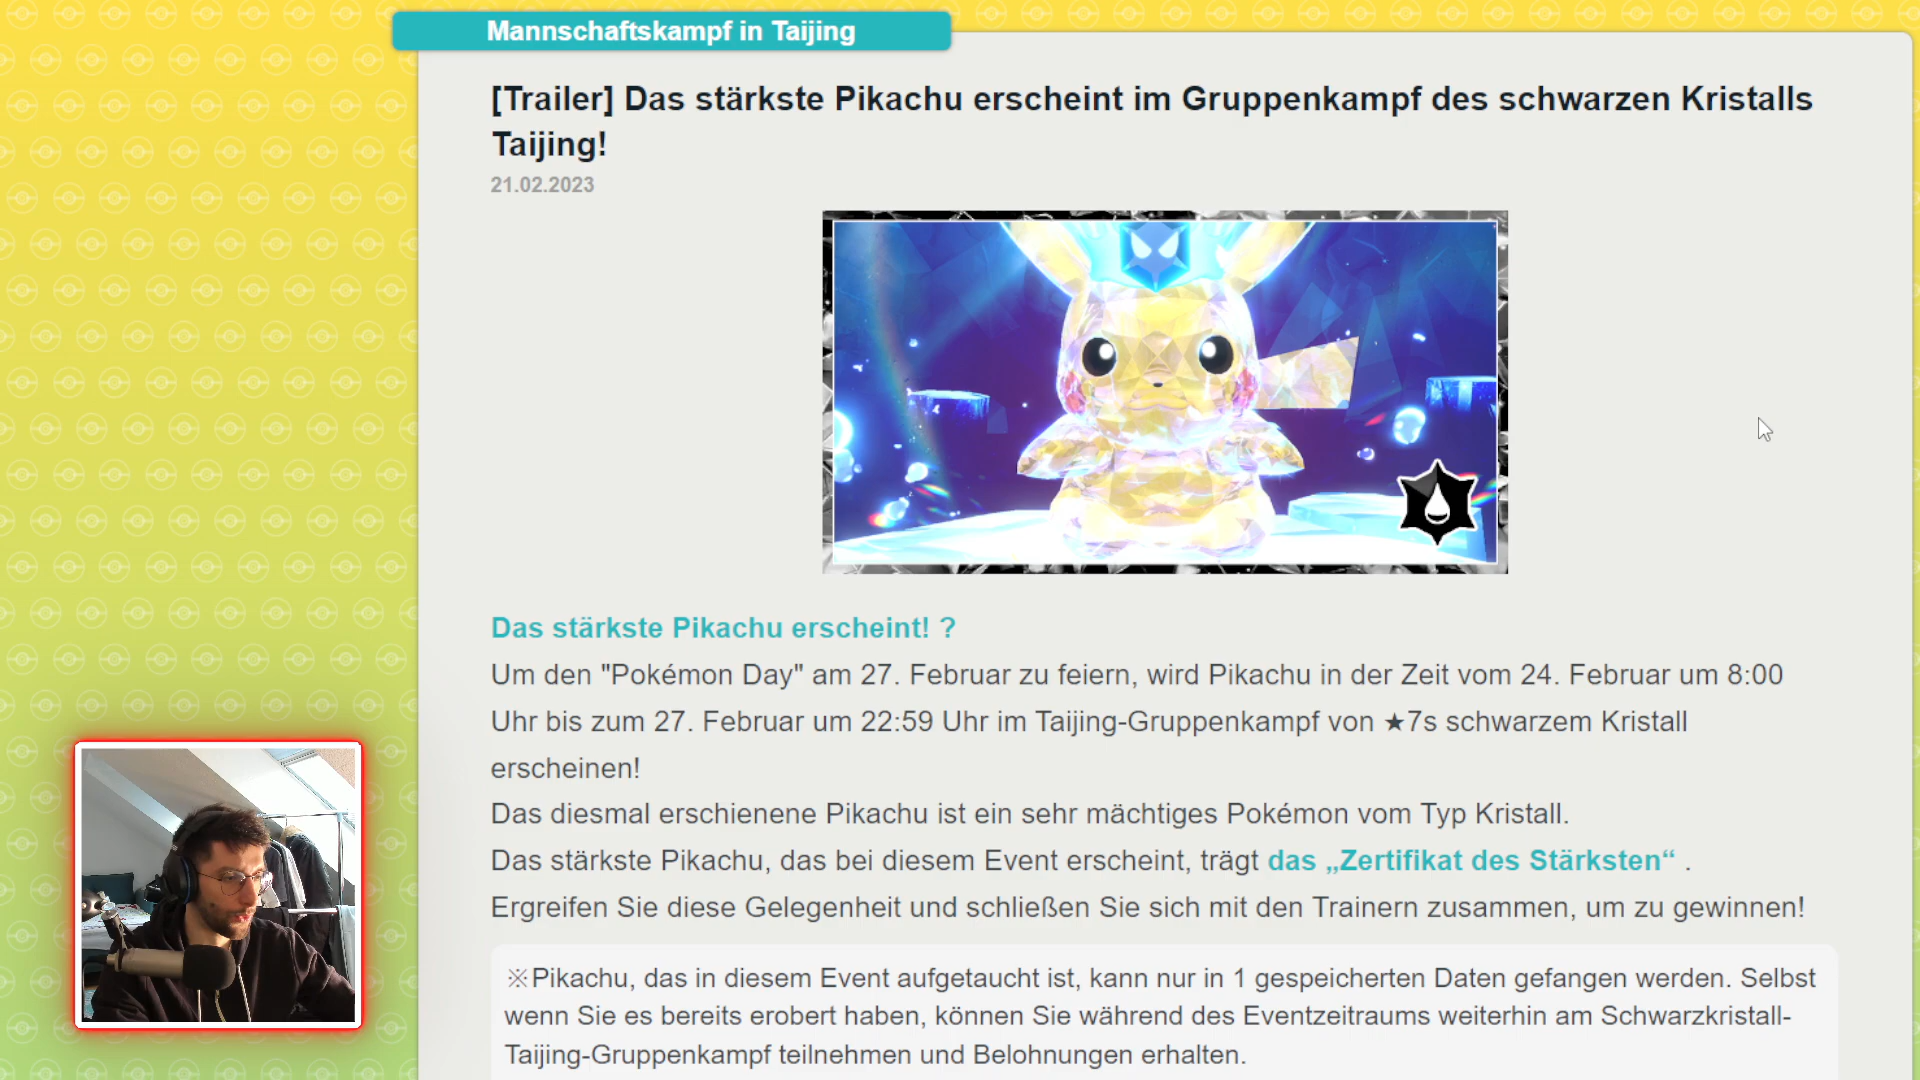 Mannschaftskampf in Taijing
[Trailer] Das stärkste Pikachu erscheint im Gruppenkampf des schwarzen Kristalls
Taijing!
21.02.2023
Das stärkste Pikachu erscheint! ?
Um den "Pokémon Day" am 27. Februar zu feiern, wird Pikachu in der Zeit vom 24. Februar um 8:00
Uhr bis zum 27. Februar um 22:59 Uhr im Taijing-Gruppenkampf von ★7s schwarzem Kristall
erscheinen!
Das diesmal erschienene Pikachu ist ein sehr mächtiges Pokémon vom Typ Kristall.
Das stärkste Pikachu, das bei diesem Event erscheint, trägt das „Zertifikat des Stärksten“ .
Ergreifen Sie diese Gelegenheit und schließen Sie sich mit den Trainern zusammen, um zu gewinnen!
※Pikachu, das in diesem Event aufgetaucht ist, kann nur in 1 gespeicherten Daten gefangen werden. Selbst
wenn Sie es bereits erobert haben, können Sie während des Eventzeitraums weiterhin am Schwarzkristall-
Taijing-Gruppenkampf teilnehmen und Belohnungen erhalten.